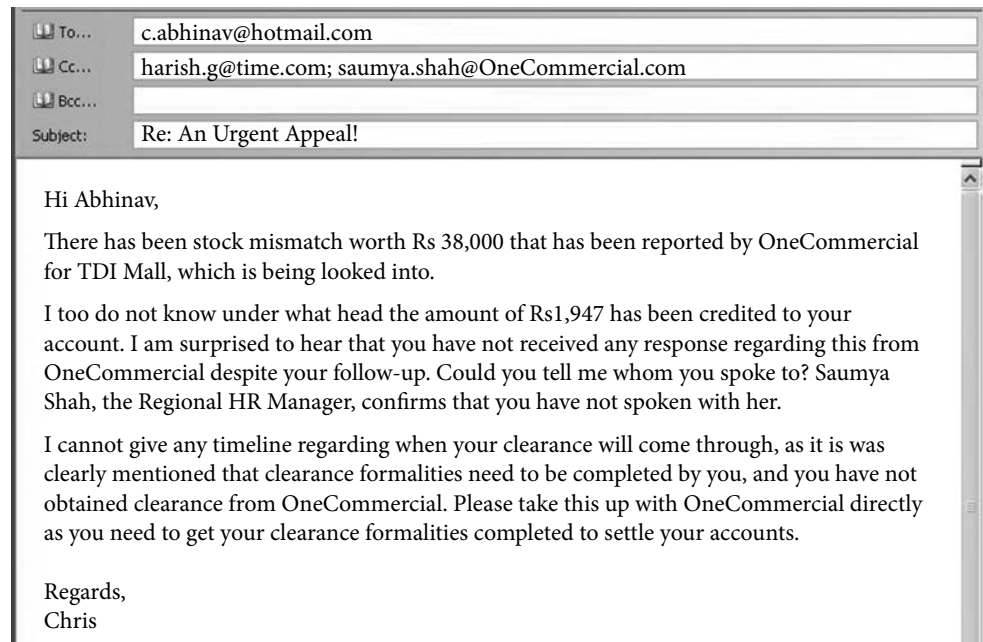 To... c.abhinav@hotmail.com
Cc... harish.g@time.com; saumya.shah@OneCommercial.com
Bcc...
Subject: Re: An Urgent Appeal!
Hi Abhinav,
There has been stock mismatch worth Rs 38,000 that has been reported by OneCommercial
for TDI Mall, which is being looked into.
I too do not know under what head the amount of Rs1,947 has been credited to your
account. I am surprised to hear that you have not received any response regarding this from
OneCommercial despite your follow-up. Could you tell me whom you spoke to? Saumya
Shah, the Regional HR Manager, confirms that you have not spoken with her.
I cannot give any timeline regarding when your clearance will come through, as it is was
clearly mentioned that clearance formalities need to be completed by you, and you have not
obtained clearance from OneCommercial. Please take this up with OneCommercial directly
as you need to get your clearance formalities completed to settle your accounts.
Regards,
Chris